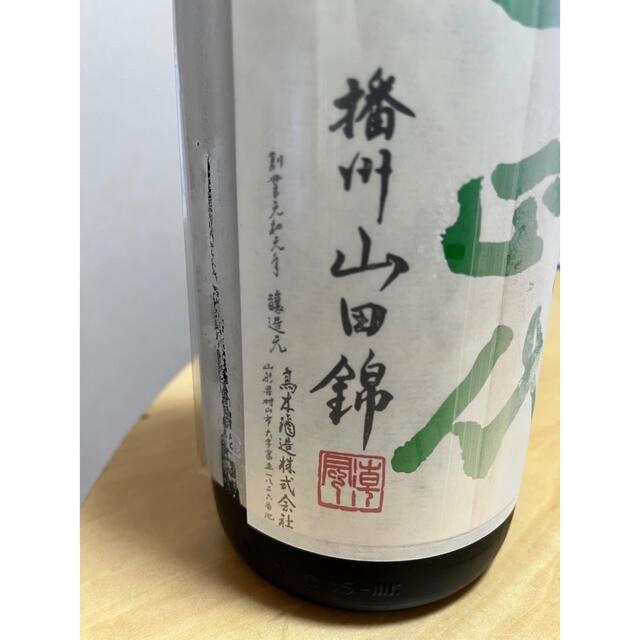 四代
播州山田錦
創業元和元年 醸造元
高木酒造株式会社
山形県村山市大字富並一八二六番地